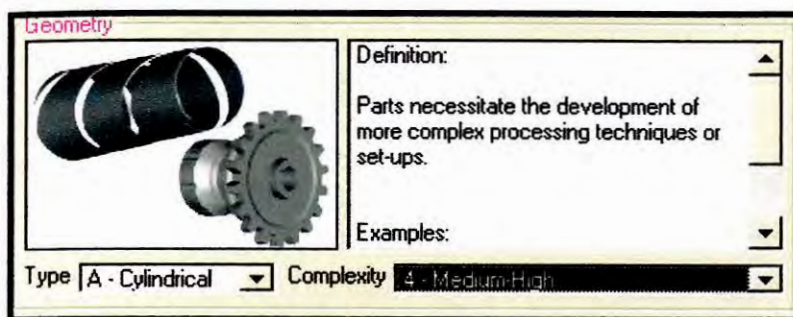 Geometry
Definition:
Parts necessitate the development of
more complex processing techniques or
set-ups.
Examples:
Type A - Cylindrical Complexity 4 - Medium-High